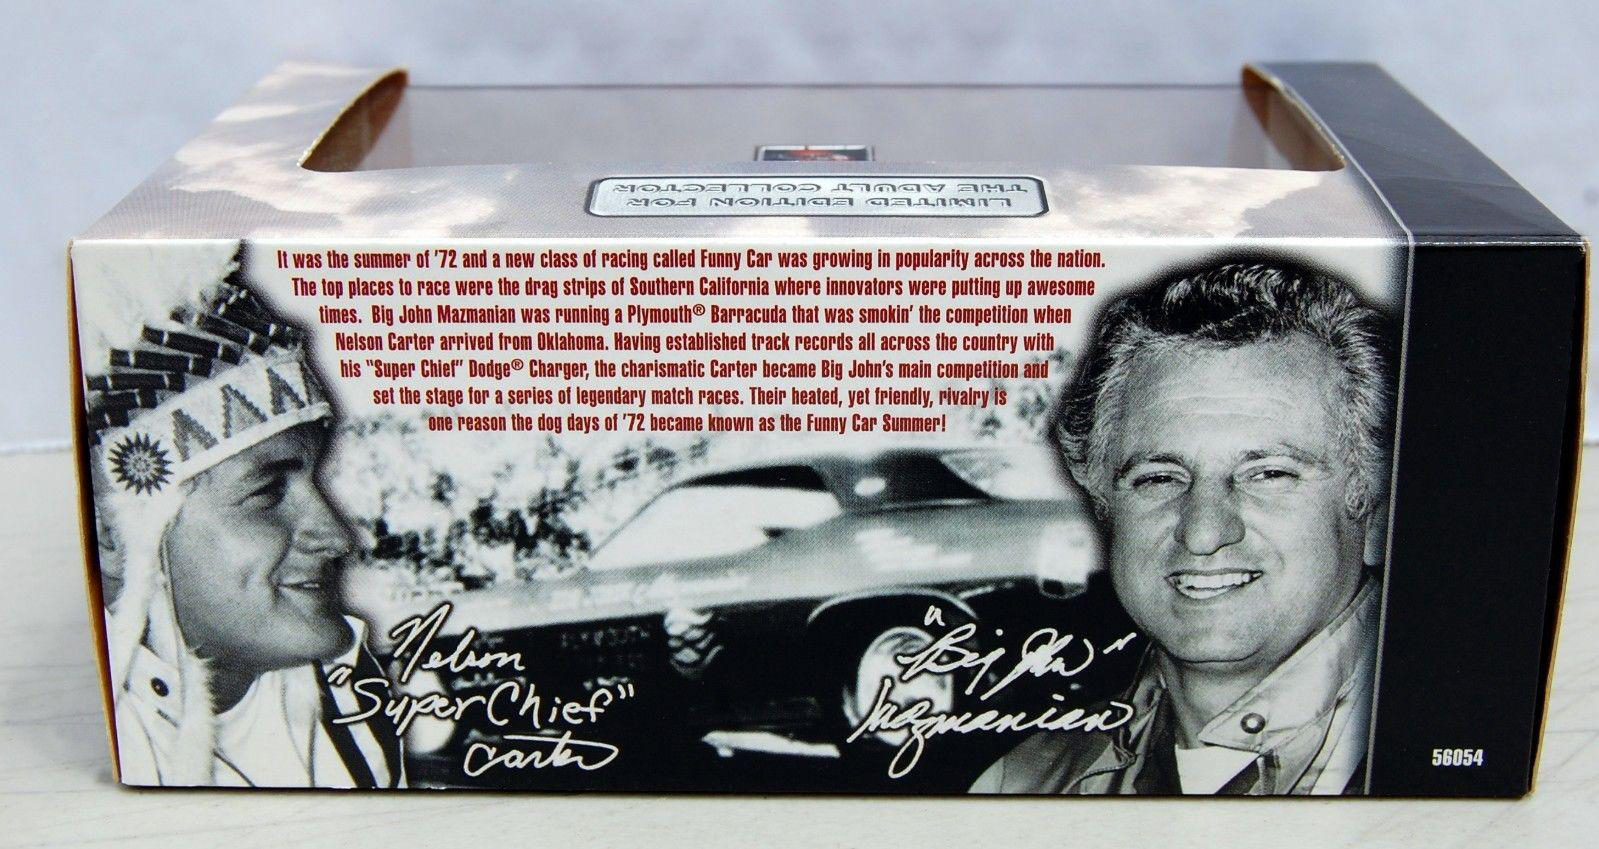 LIMITED EDITION FOR
THE ADULT COLLECTOR
It was the summer of '72 and a new class of racing called Funny Car was growing in popularity across the nation.
The top places to race were the drag strips of Southern California where innovators were putting up awesome
times. Big John Mazmanian was running a Plymouth® Barracuda that was smokin' the competition when
Nelson Carter arrived from Oklahoma. Having established track records all across the country with
his "Super Chief" Dodge® Charger, the charismatic Carter became Big John's main competition and
set the stage for a series of legendary match races. Their heated, yet friendly, rivalry is
one reason the dog days of '72 became known as the Funny Car Summer!
Nelson
"Super Chief"
Carter
"Big John"
Mazmanian
56054